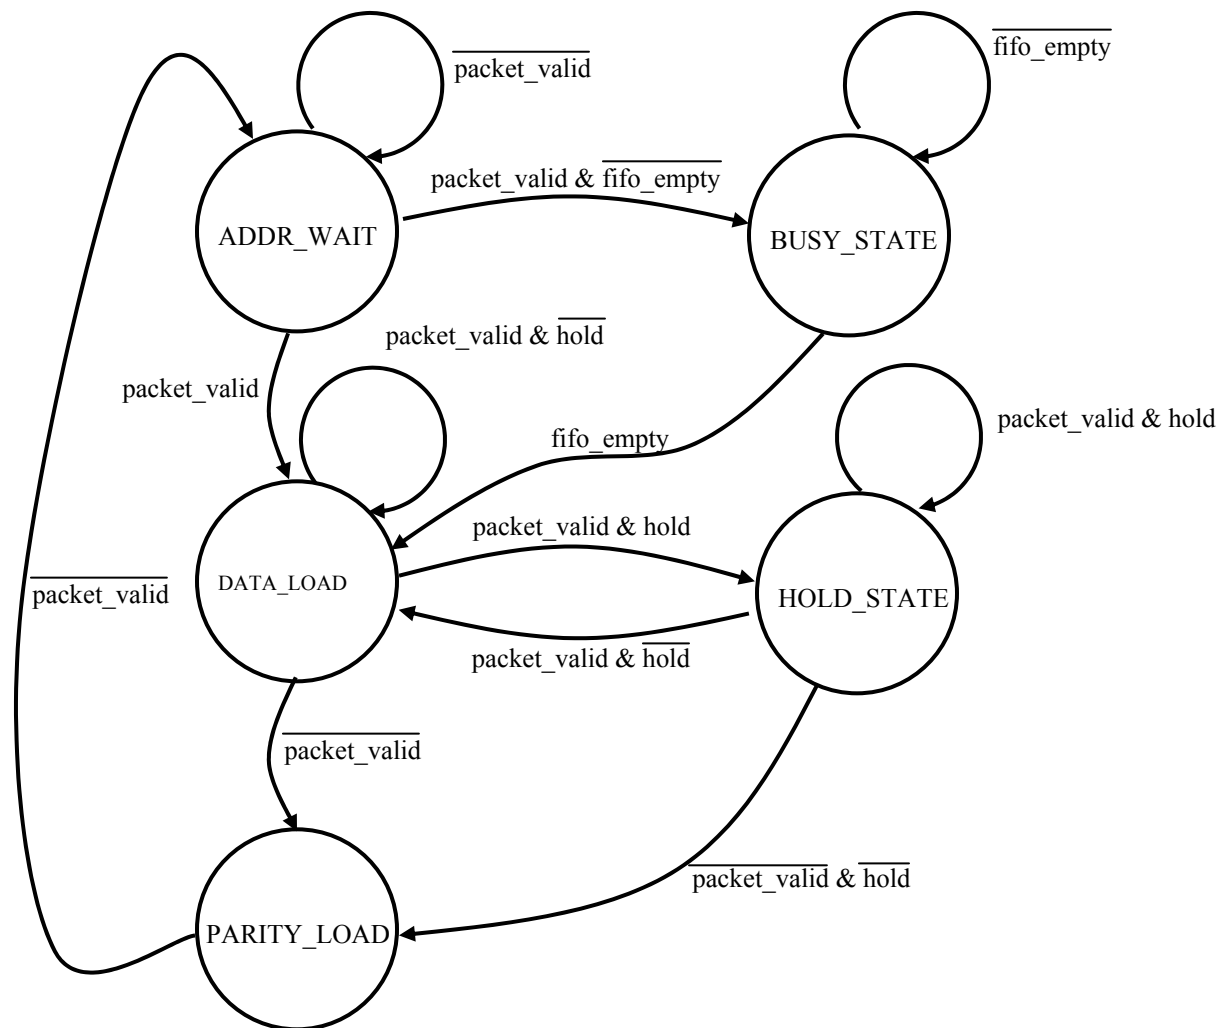 packet_valid
fifo_empty
packet_valid & fifo_empty
ADDR_WAIT
BUSY_STATE
packet_valid & hold
packet_valid
packet_valid & hold
fifo_empty
packet_valid & hold
DATA_LOAD
packet_valid
HOLD_STATE
packet_valid & hold
packet_valid
packet_valid & hold
PARITY_LOAD